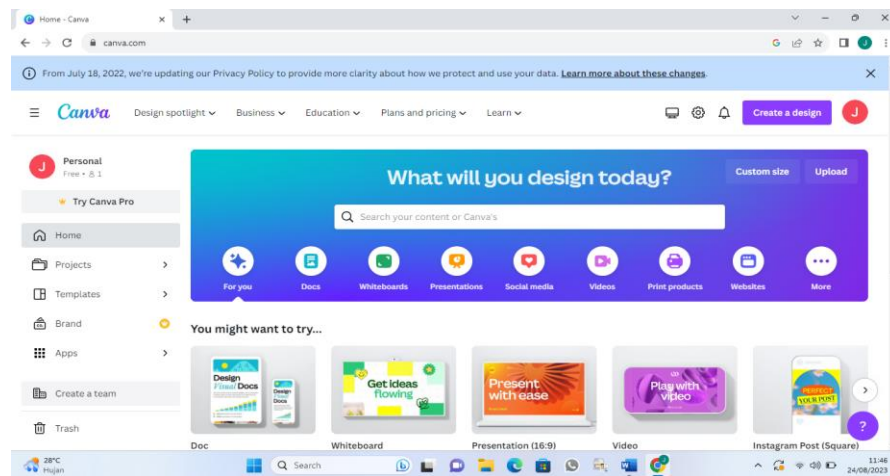 Home - Canva
canva.com
From July 18, 2022, we're updating our Privacy Policy to provide more clarity about how we protect and use your data. Learn more about these changes.
Canva Design spotlight Business Education Plans and pricing Learn Create a design J
J Personal
Free • 1
Try Canva Pro
Home
Projects
Templates
Brand
Apps
Create a team
Trash
What will you design today?
Custom size Upload
Search your content or Canva's
For you Docs Whiteboards Presentations Social media Videos Print products Websites More
You might want to try...
Design
Visual Docs
Get ideas
flowing
Present
with ease
Play with
video
PERFECT
YOUR POST
Doc Whiteboard Presentation (16:9) Video Instagram Post (Square)
?
28°C
Hujan
Search
11:46
24/08/2023